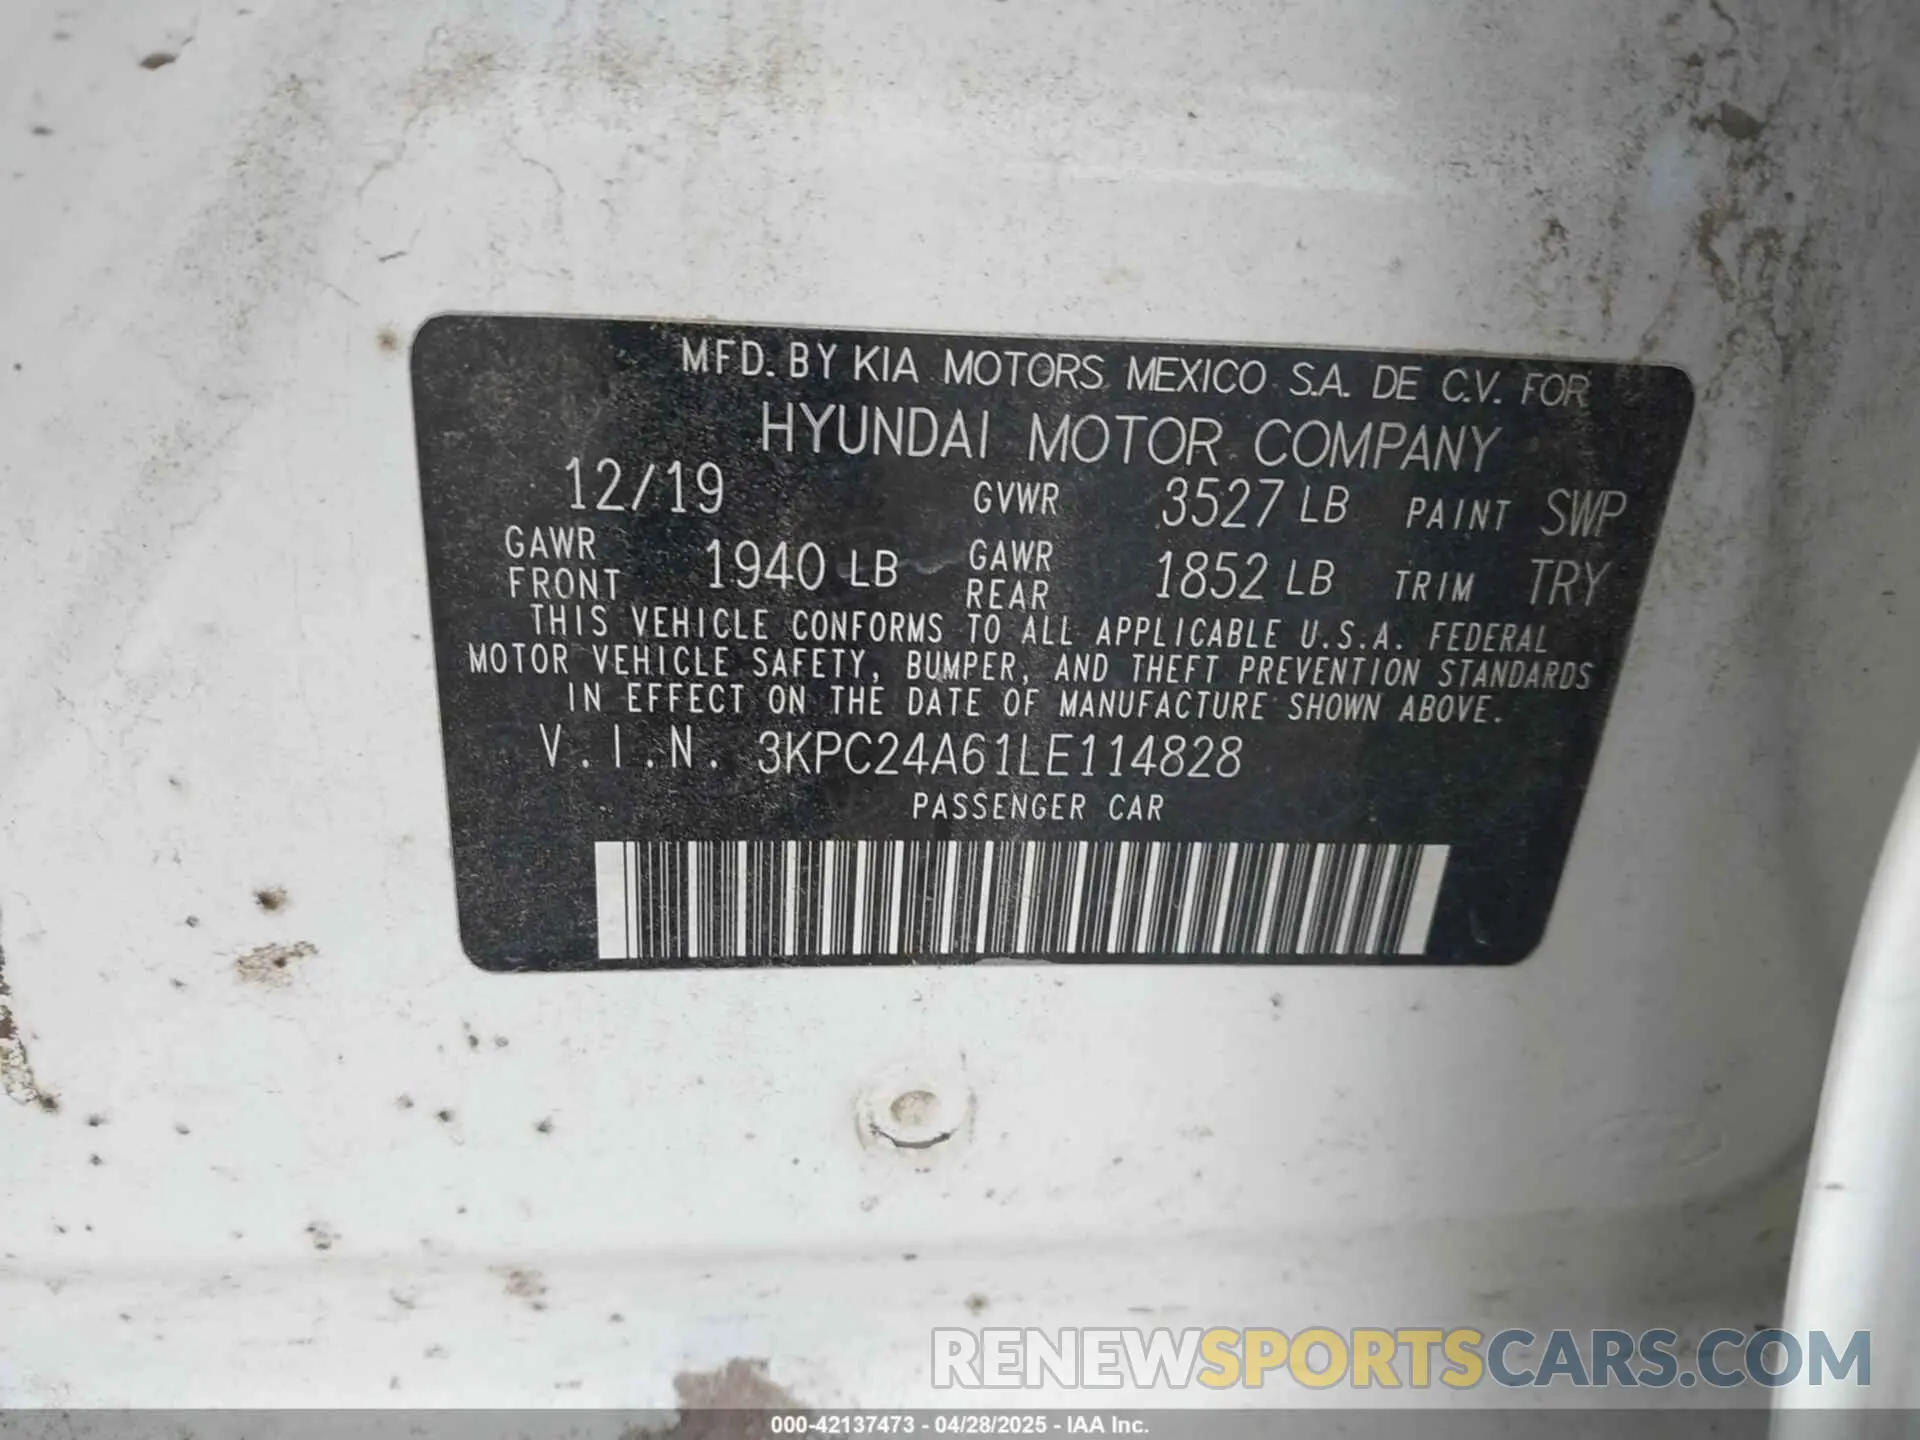 MFD. BY KIA MOTORS MEXICO S.A. DE C.V. FOR
HYUNDAI MOTOR COMPANY
12/19 GVWR 3527 LB PAINT SWP
GAWR FRONT 1940 LB GAWR REAR 1852 LB TRIM TRY
THIS VEHICLE CONFORMS TO ALL APPLICABLE U.S.A. FEDERAL
MOTOR VEHICLE SAFETY, BUMPER, AND THEFT PREVENTION STANDARDS
IN EFFECT ON THE DATE OF MANUFACTURE SHOWN ABOVE.
V.I.N. 3KPC24A61LE114828
PASSENGER CAR
RENEWSPORTSCARS.COM
000-42137473 - 04/28/2025 - IAA Inc.